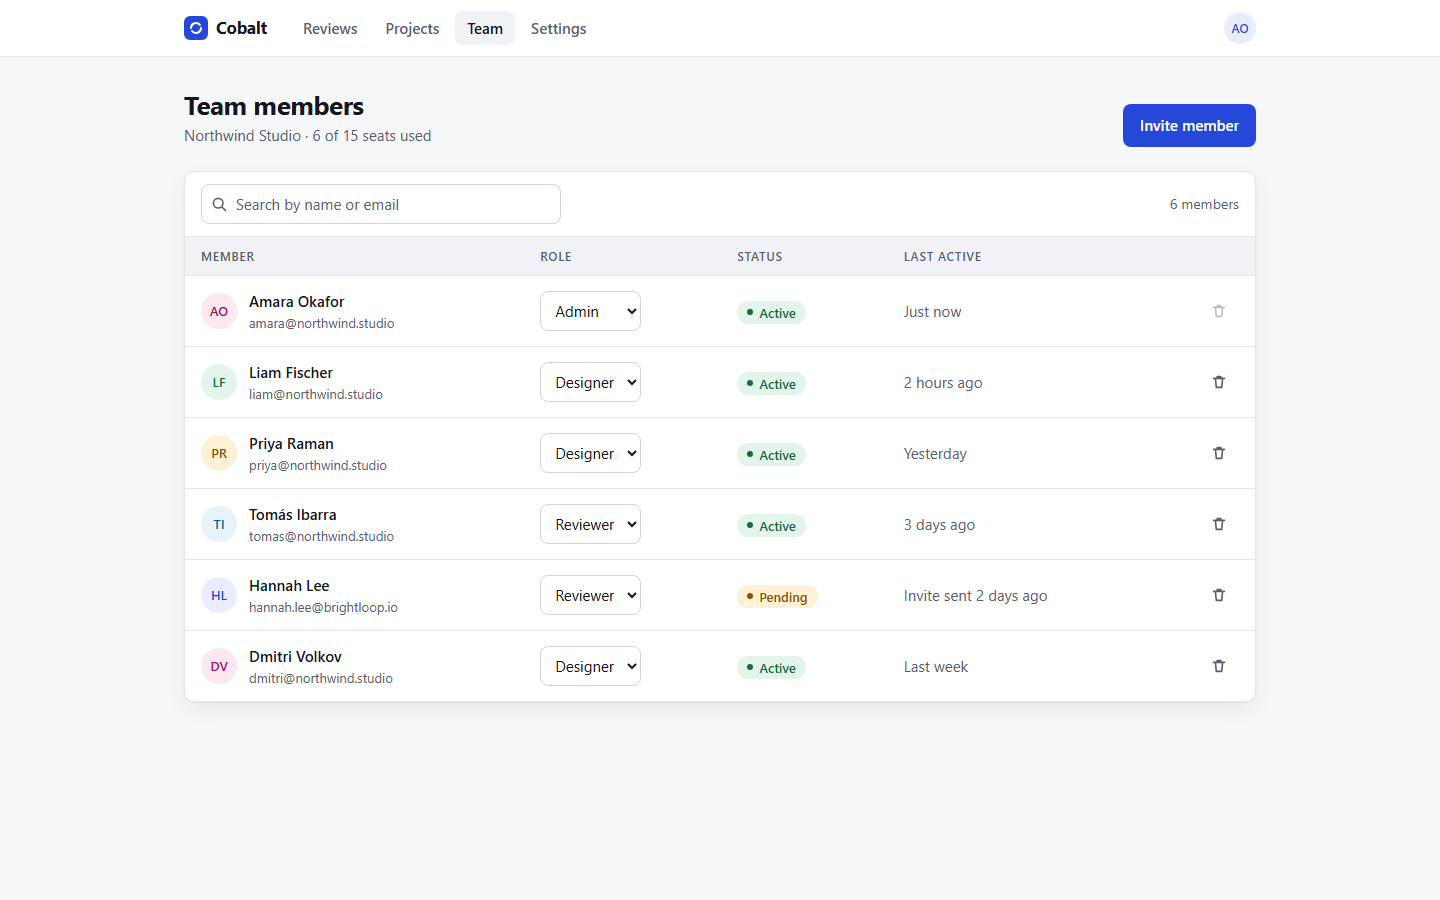 Cobalt
Reviews
Projects
Team
Settings
AO
Team members
Northwind Studio · 6 of 15 seats used
Invite member
Search by name or email
6 members
MEMBER ROLE STATUS LAST ACTIVE
AO
Amara Okafor
amara@northwind.studio
Admin
Active
Just now
LF
Liam Fischer
liam@northwind.studio
Designer
Active
2 hours ago
PR
Priya Raman
priya@northwind.studio
Designer
Active
Yesterday
TI
Tomás Ibarra
tomas@northwind.studio
Reviewer
Active
3 days ago
HL
Hannah Lee
hannah.lee@brightloop.io
Reviewer
Pending
Invite sent 2 days ago
DV
Dmitri Volkov
dmitri@northwind.studio
Designer
Active
Last week